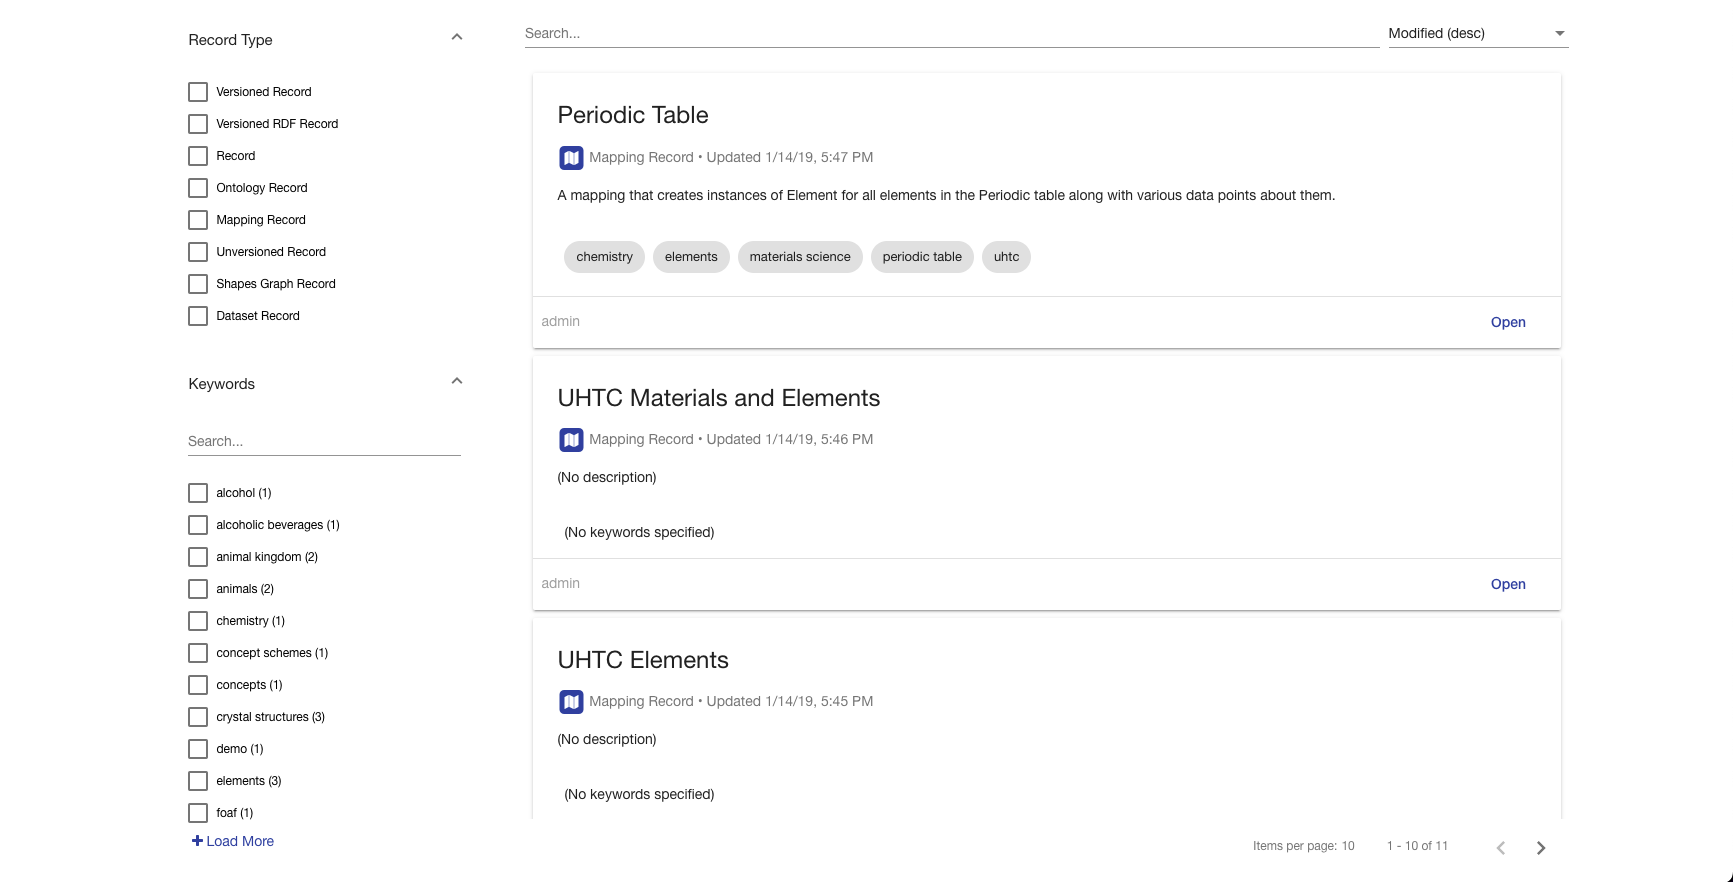 Record Type
Versioned Record
Versioned RDF Record
Record
Ontology Record
Mapping Record
Unversioned Record
Shapes Graph Record
Dataset Record
Keywords
Search...
alcohol (1)
alcoholic beverages (1)
animal kingdom (2)
animals (2)
chemistry (1)
concept schemes (1)
concepts (1)
crystal structures (3)
demo (1)
elements (3)
foaf (1)
Load More
Search...
Modified (desc)
Periodic Table
Mapping Record • Updated 1/14/19, 5:47 PM
A mapping that creates instances of Element for all elements in the Periodic table along with various data points about them.
chemistry elements materials science periodic table uhtc
admin Open
UHTC Materials and Elements
Mapping Record • Updated 1/14/19, 5:46 PM
(No description)
(No keywords specified)
admin Open
UHTC Elements
Mapping Record • Updated 1/14/19, 5:45 PM
(No description)
(No keywords specified)
Items per page: 10 1 - 10 of 11